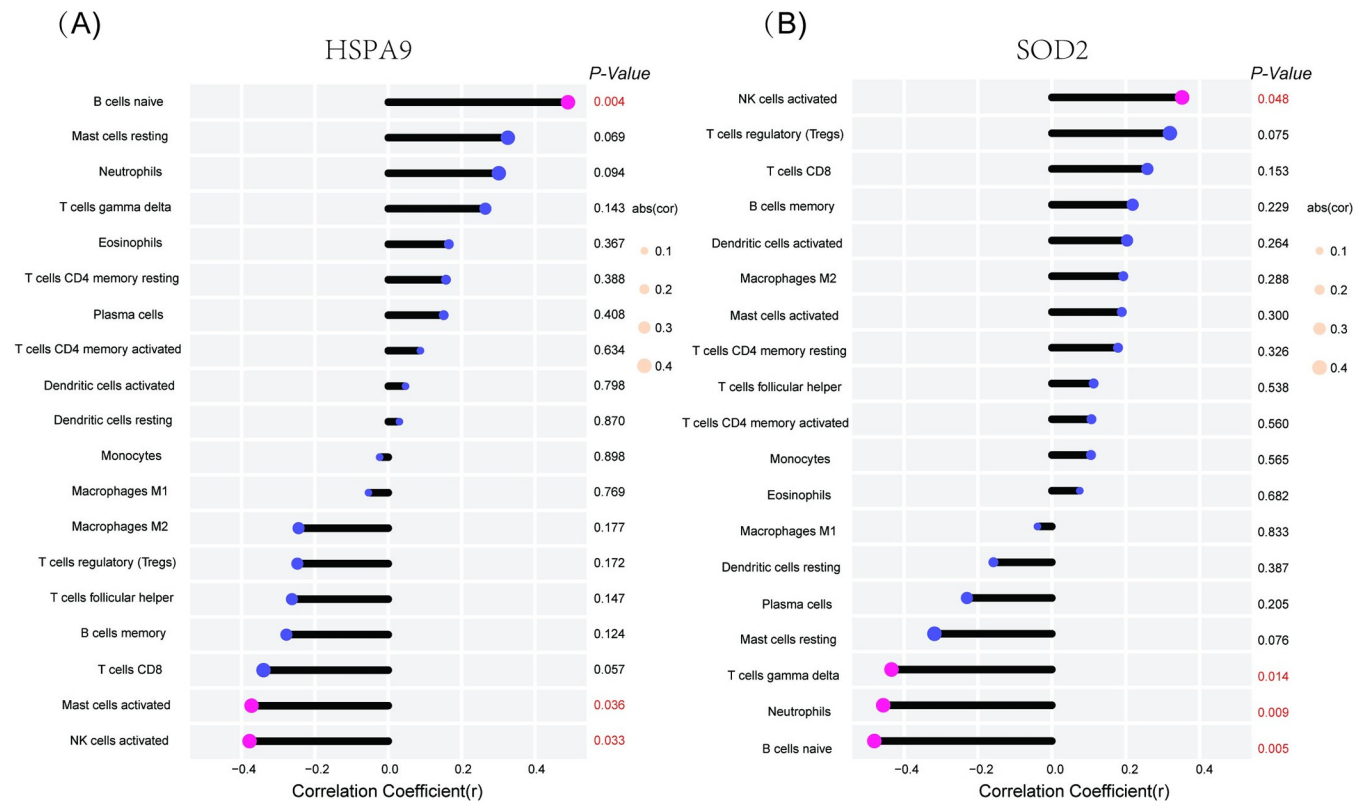 (A)
HSPA9
P-Value
B cells naive 0.004
Mast cells resting 0.069
Neutrophils 0.094
T cells gamma delta 0.143
Eosinophils 0.367
T cells CD4 memory resting 0.388
Plasma cells 0.408
T cells CD4 memory activated 0.634
Dendritic cells activated 0.798
Dendritic cells resting 0.870
Monocytes 0.898
Macrophages M1 0.769
Macrophages M2 0.177
T cells regulatory (Tregs) 0.172
T cells follicular helper 0.147
B cells memory 0.124
T cells CD8 0.057
Mast cells activated 0.036
NK cells activated 0.033
−0.4 −0.2 0.0 0.2 0.4
Correlation Coefficient(r)
abs(cor)
0.1
0.2
0.3
0.4
(B)
SOD2
P-Value
NK cells activated 0.048
T cells regulatory (Tregs) 0.075
T cells CD8 0.153
B cells memory 0.229
Dendritic cells activated 0.264
Macrophages M2 0.288
Mast cells activated 0.300
T cells CD4 memory resting 0.326
T cells follicular helper 0.538
T cells CD4 memory activated 0.560
Monocytes 0.565
Eosinophils 0.682
Macrophages M1 0.833
Dendritic cells resting 0.387
Plasma cells 0.205
Mast cells resting 0.076
T cells gamma delta 0.014
Neutrophils 0.009
B cells naive 0.005
−0.4 −0.2 0.0 0.2 0.4
Correlation Coefficient(r)
abs(cor)
0.1
0.2
0.3
0.4